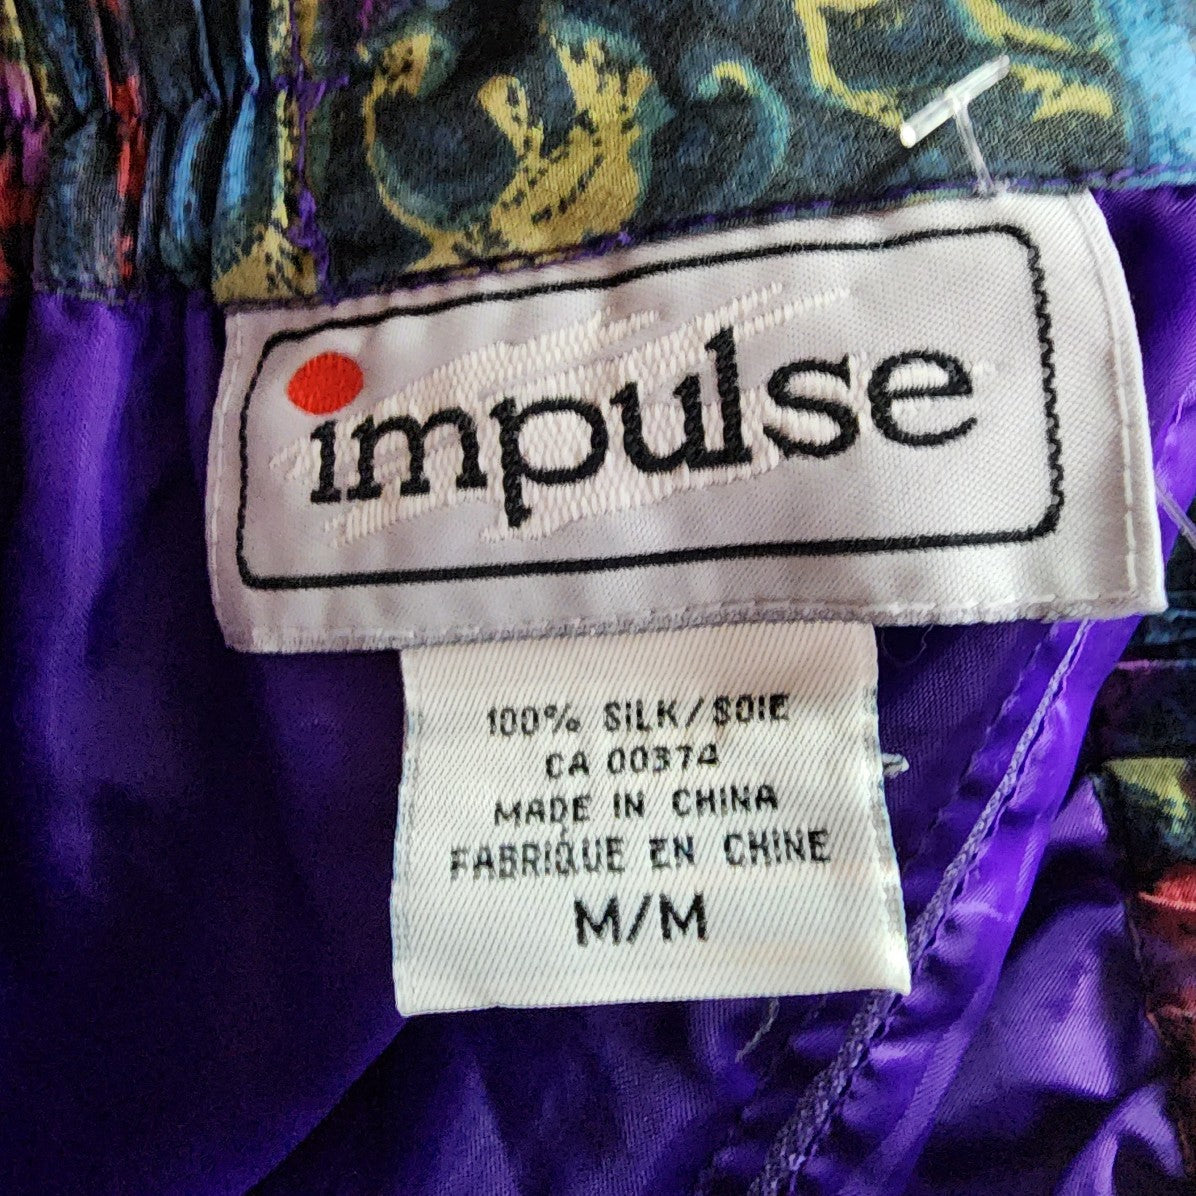 impulse
100% SILK/SOIE
CA 00374
MADE IN CHINA
FABRIQUE EN CHINE
M/M